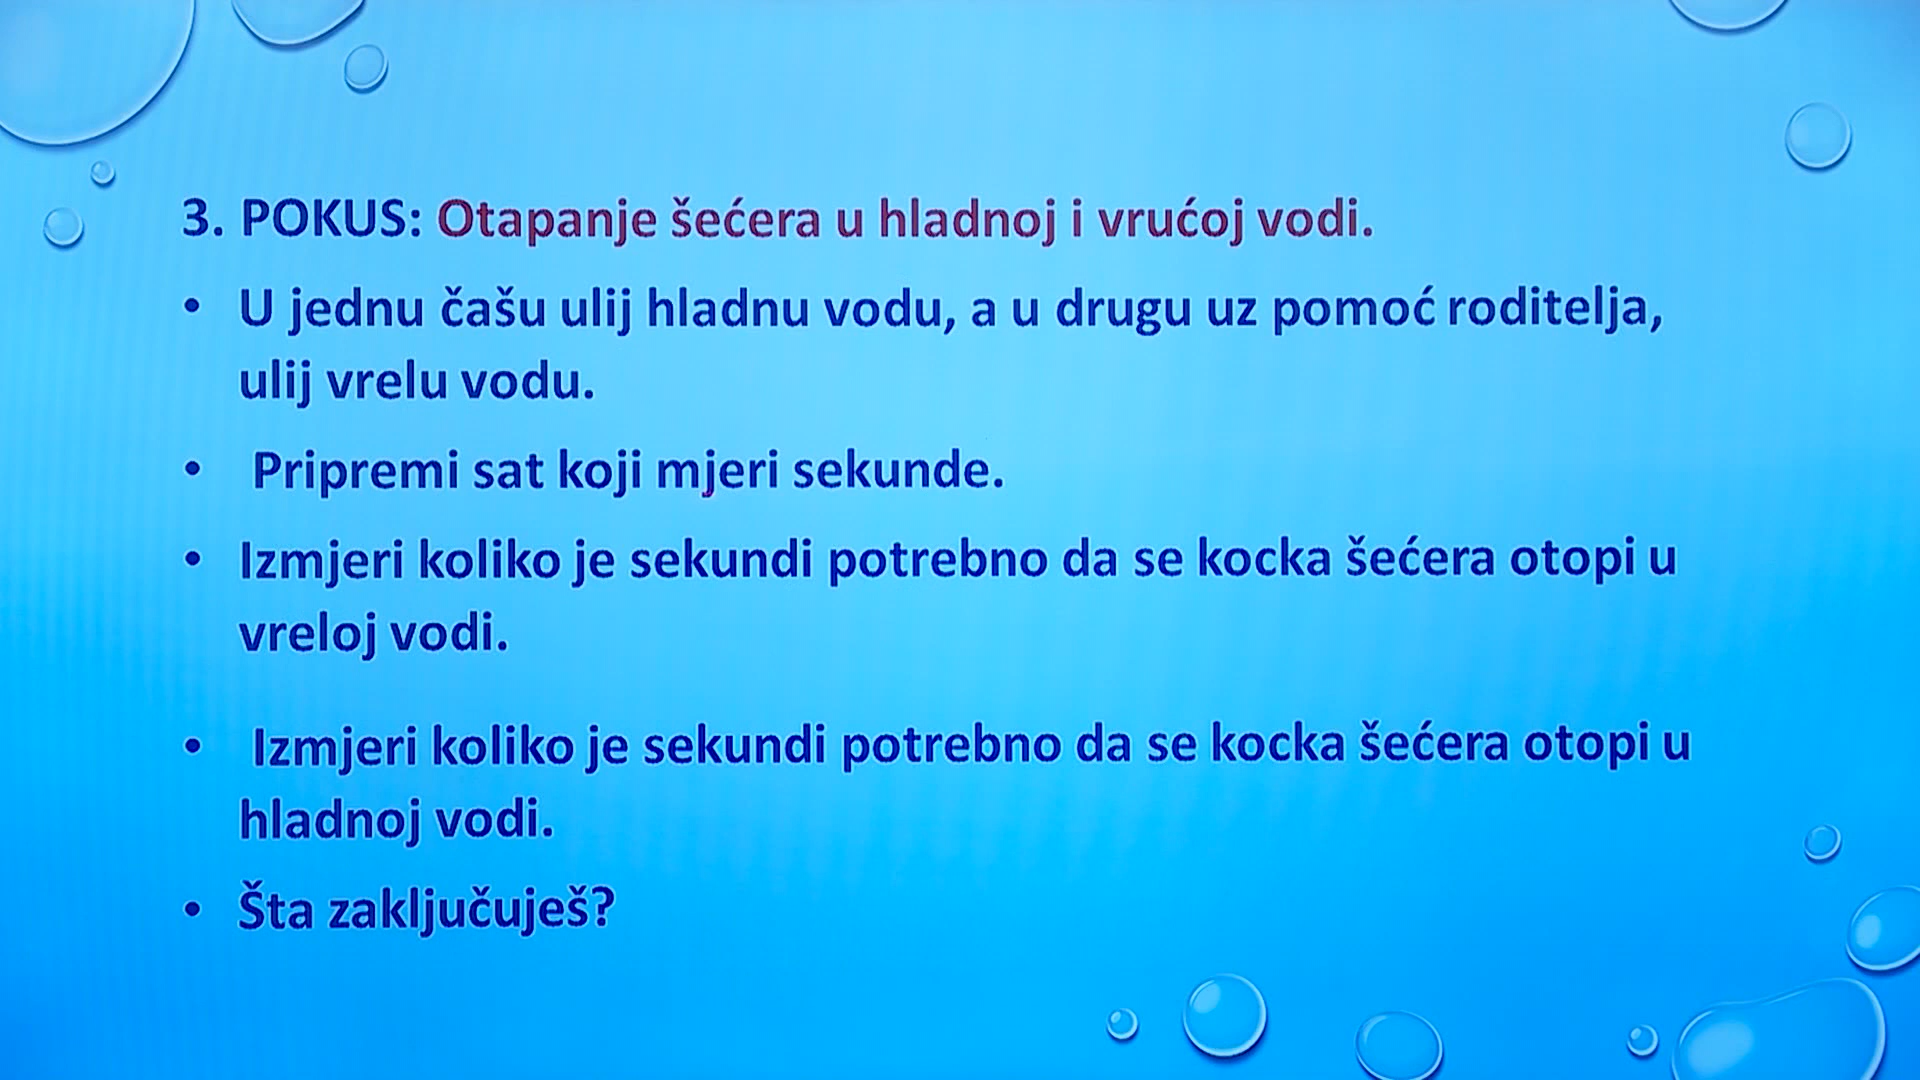 3. POKUS: Otapanje šećera u hladnoj i vrućoj vodi.
• U jednu čašu ulij hladnu vodu, a u drugu uz pomoć roditelja,
ulij vrelu vodu.
• Pripremi sat koji mjeri sekunde.
• Izmjeri koliko je sekundi potrebno da se kocka šećera otopi u
vreloj vodi.
• Izmjeri koliko je sekundi potrebno da se kocka šećera otopi u
hladnoj vodi.
• Šta zaključuješ?